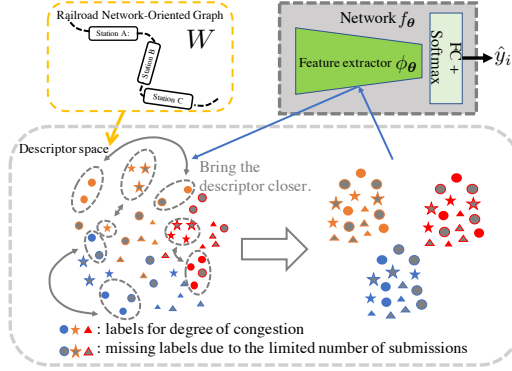 Railroad Network-Oriented Graph
Station A:
Station B
Station C
W
Network fθ
Feature extractor ϕθ
FC +
Softmax
ŷi
Descriptor space
Bring the
descriptor closer.
: labels for degree of congestion
: missing labels due to the limited number of submissions